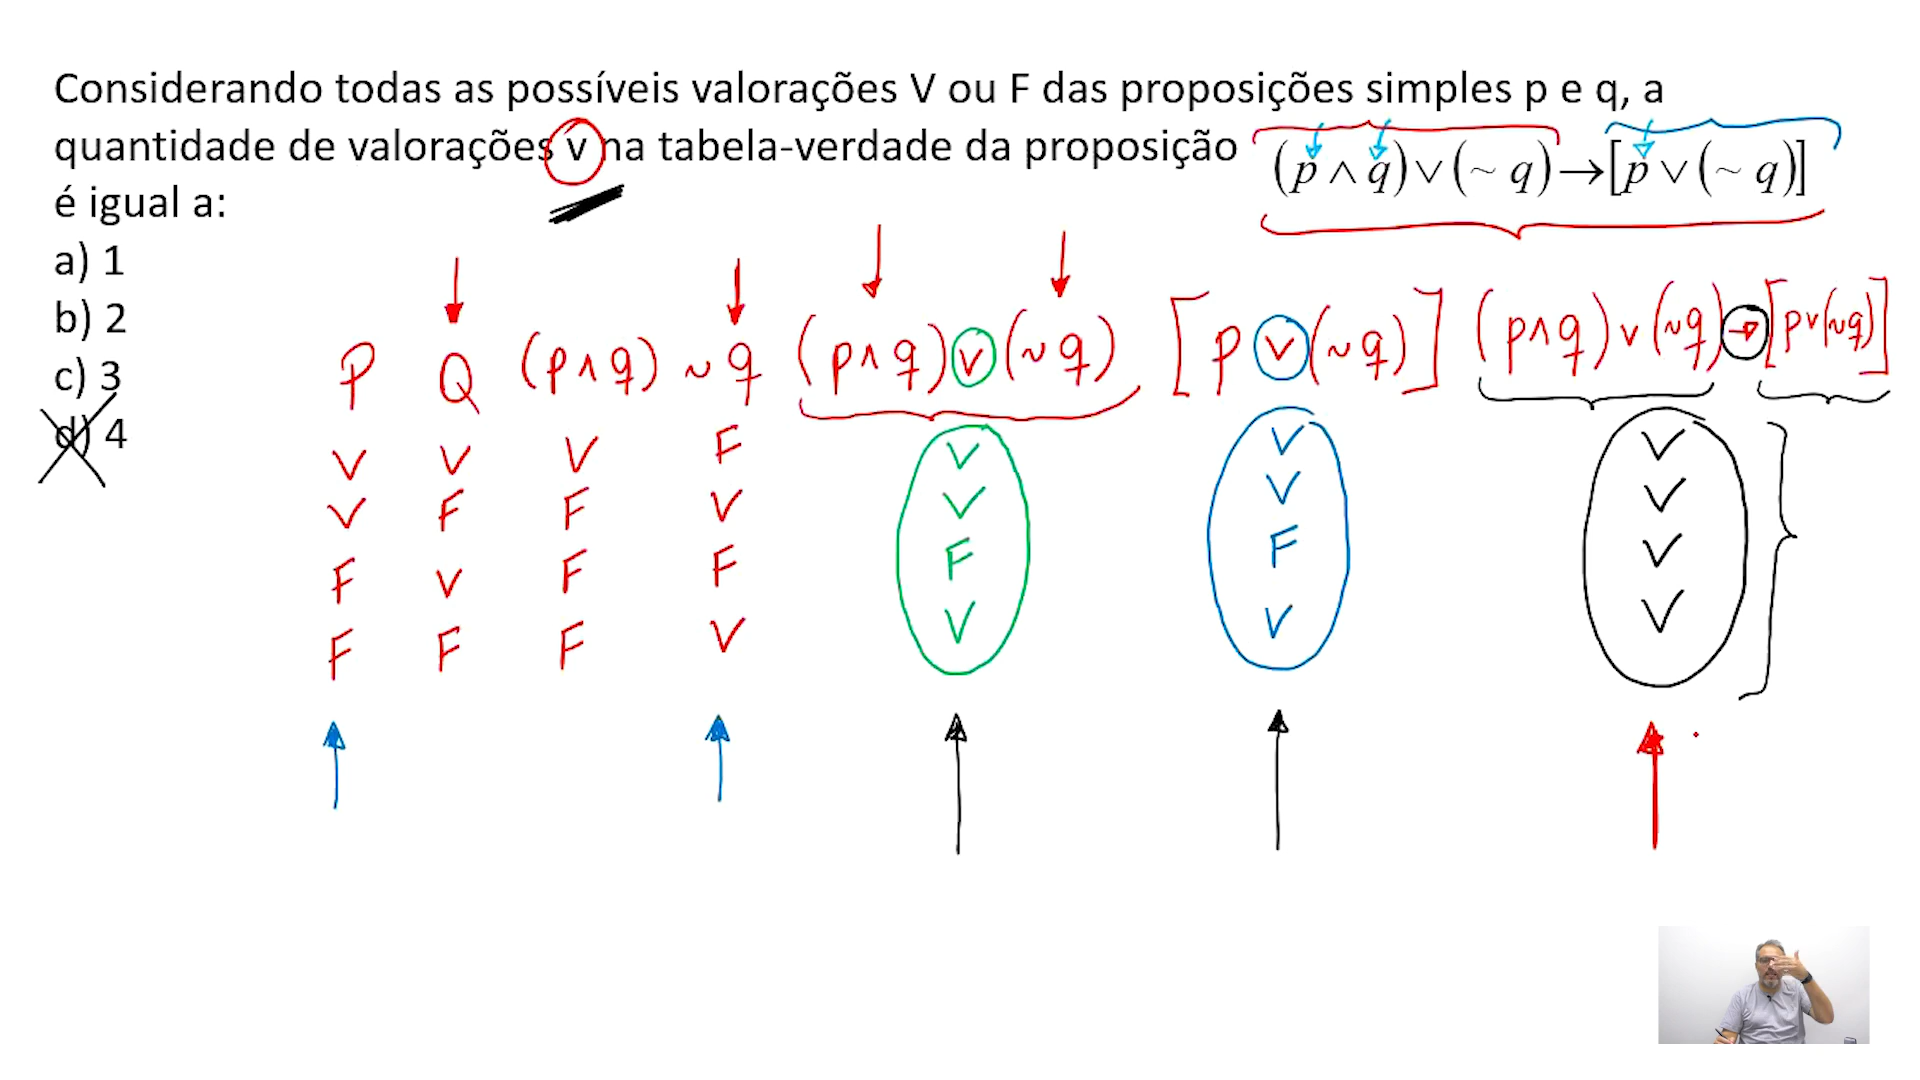 Considerando todas as possíveis valorações V ou F das proposições simples p e q, a
quantidade de valorações v na tabela-verdade da proposição (p ∧ q) ∨ (~ q) → [p ∨ (~ q)]
é igual a:
a) 1
b) 2
c) 3
d) 4
P Q (p ∧ q) ~ q (p ∧ q) v (~ q) [p v (~ q)] (p ∧ q) v (~ q) → [p v (~ q)]
V V V F V V V
V F F V V V V
F V F F F F V
F F F V V V V